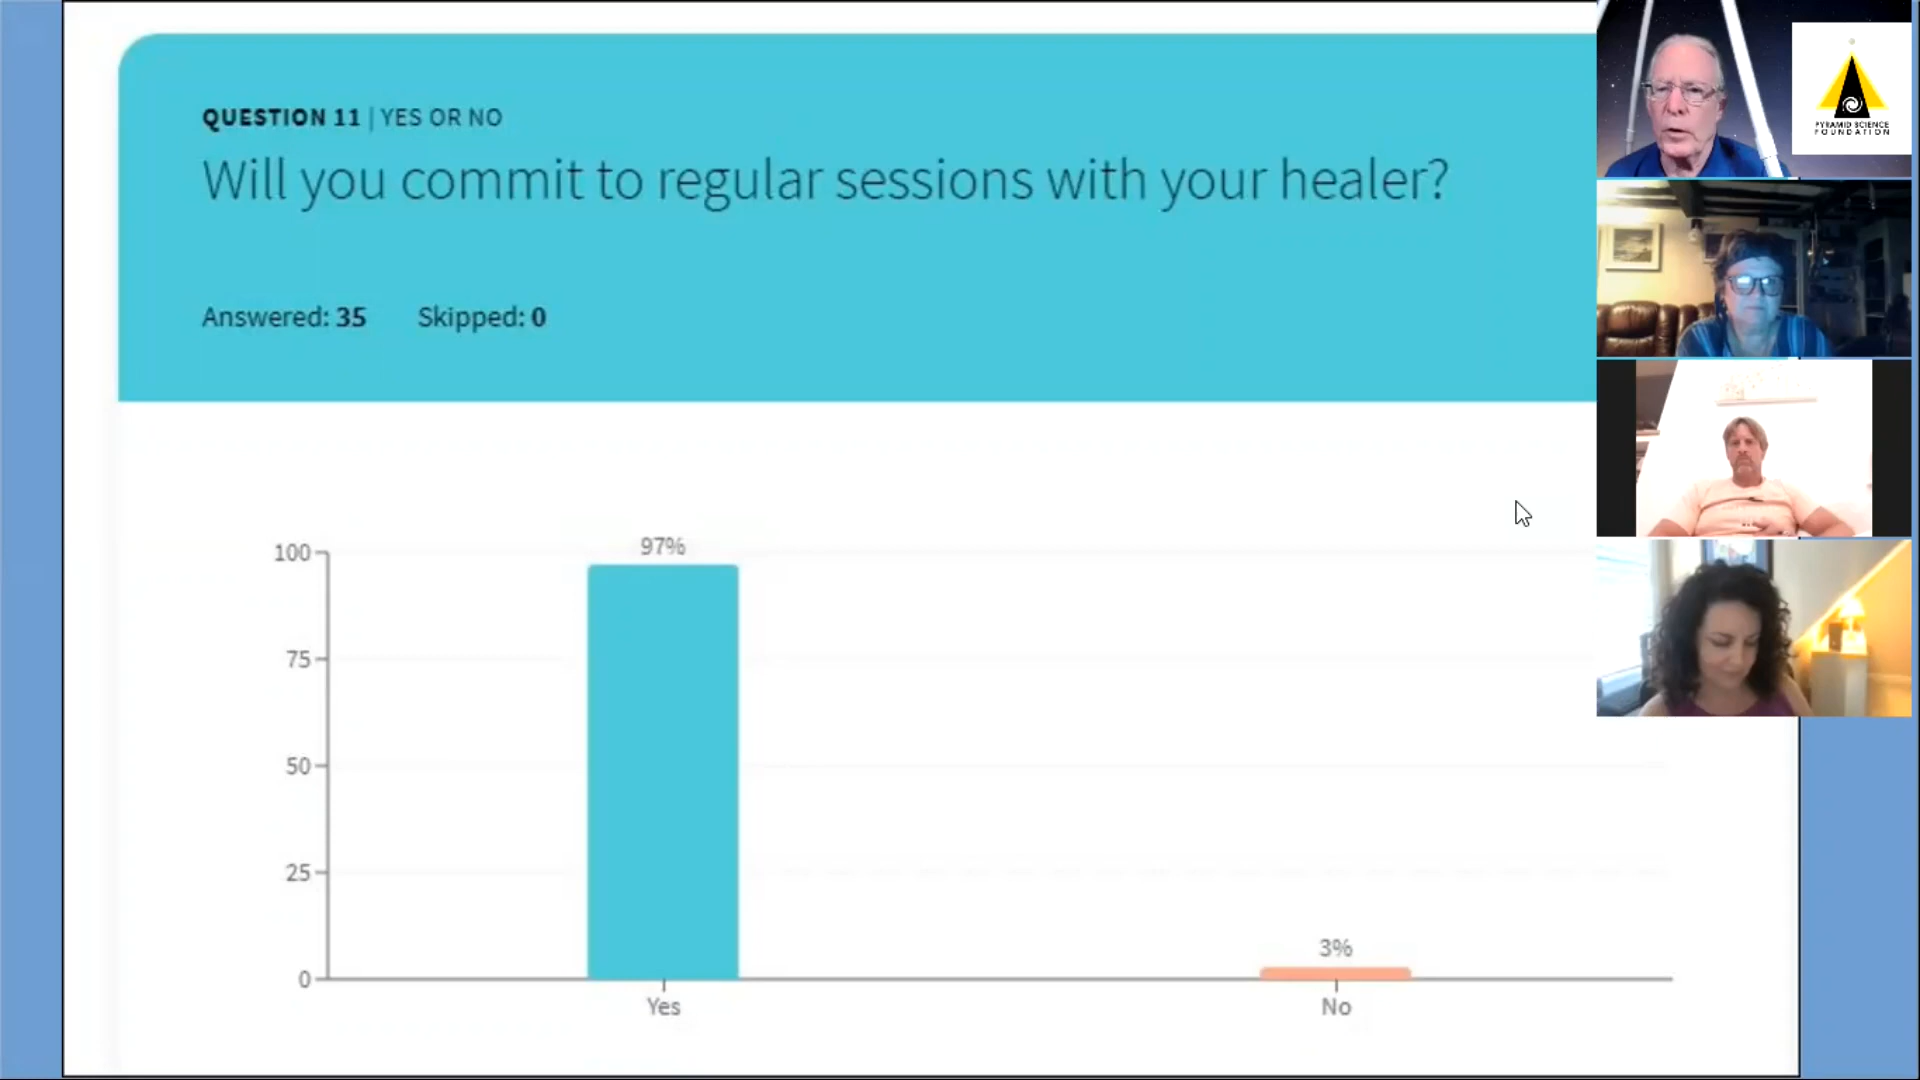 QUESTION 11 | YES OR NO
Will you commit to regular sessions with your healer?
Answered: 35 Skipped: 0
100
75
50
25
0
97%
3%
Yes
No
PYRAMID SCIENCE
FOUNDATION